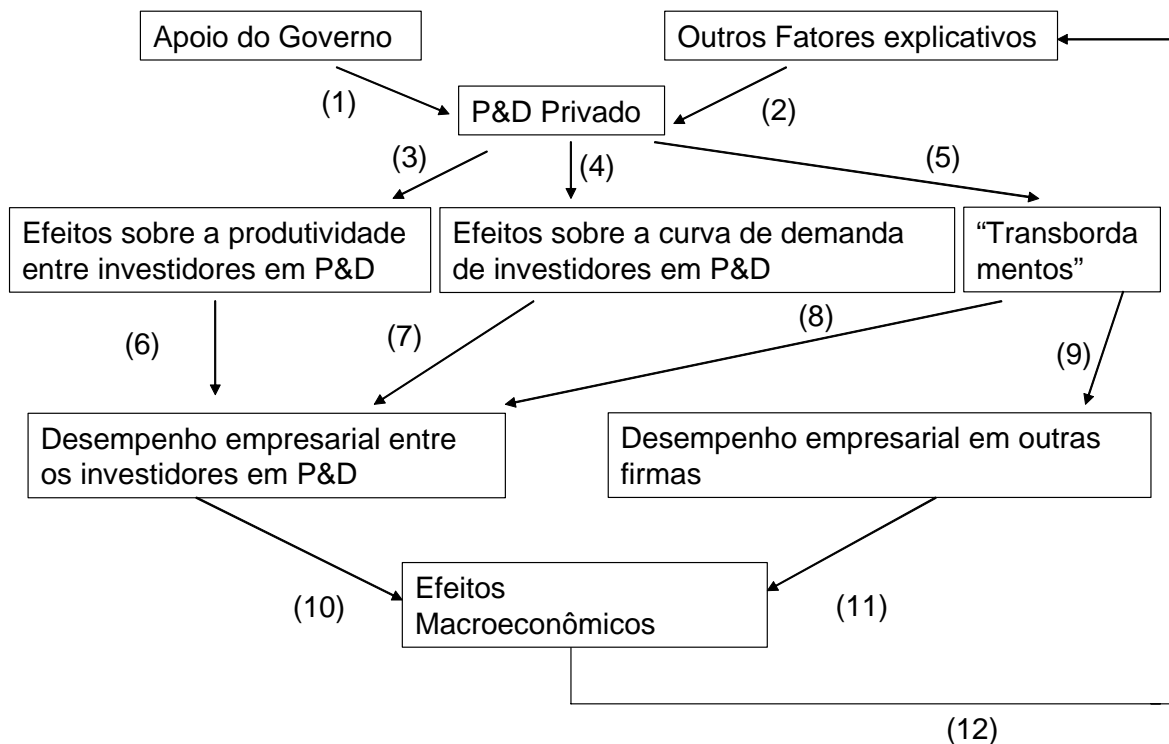 Apoio do Governo
Outros Fatores explicativos
(1)
P&D Privado
(2)
(3)
(4)
(5)
Efeitos sobre a produtividade
entre investidores em P&D
Efeitos sobre a curva de demanda
de investidores em P&D
“Transborda
mentos”
(6)
(7)
(8)
(9)
Desempenho empresarial entre
os investidores em P&D
Desempenho empresarial em outras
firmas
(10)
Efeitos
Macroeconômicos
(11)
(12)